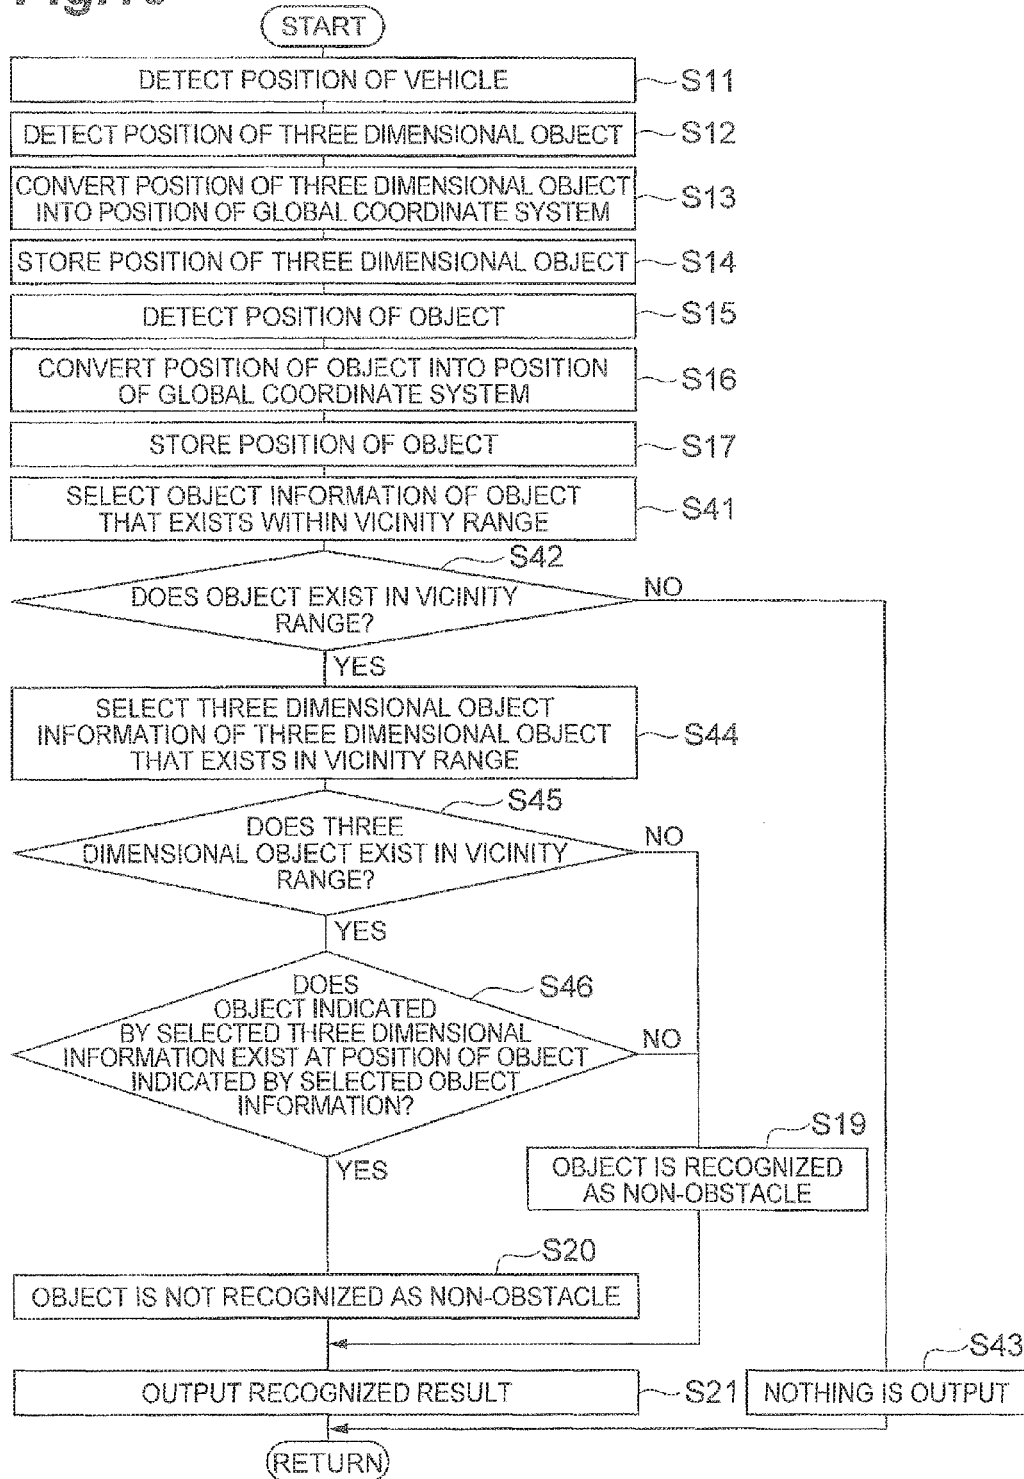 START
DETECT POSITION OF VEHICLE
S11
DETECT POSITION OF THREE DIMENSIONAL OBJECT
S12
CONVERT POSITION OF THREE DIMENSIONAL OBJECT
INTO POSITION OF GLOBAL COORDINATE SYSTEM
S13
STORE POSITION OF THREE DIMENSIONAL OBJECT
S14
DETECT POSITION OF OBJECT
S15
CONVERT POSITION OF OBJECT INTO POSITION
OF GLOBAL COORDINATE SYSTEM
S16
STORE POSITION OF OBJECT
S17
SELECT OBJECT INFORMATION OF OBJECT
THAT EXISTS WITHIN VICINITY RANGE
S41
S42
DOES OBJECT EXIST IN VICINITY
RANGE?
NO
YES
SELECT THREE DIMENSIONAL OBJECT
INFORMATION OF THREE DIMENSIONAL OBJECT
THAT EXISTS IN VICINITY RANGE
S44
S45
DOES THREE
DIMENSIONAL OBJECT EXIST IN VICINITY
RANGE?
NO
YES
S46
DOES
OBJECT INDICATED
BY SELECTED THREE DIMENSIONAL
INFORMATION EXIST AT POSITION OF OBJECT
INDICATED BY SELECTED OBJECT
INFORMATION?
NO
YES
S19
OBJECT IS RECOGNIZED
AS NON-OBSTACLE
S20
OBJECT IS NOT RECOGNIZED AS NON-OBSTACLE
S43
OUTPUT RECOGNIZED RESULT
S21
NOTHING IS OUTPUT
RETURN